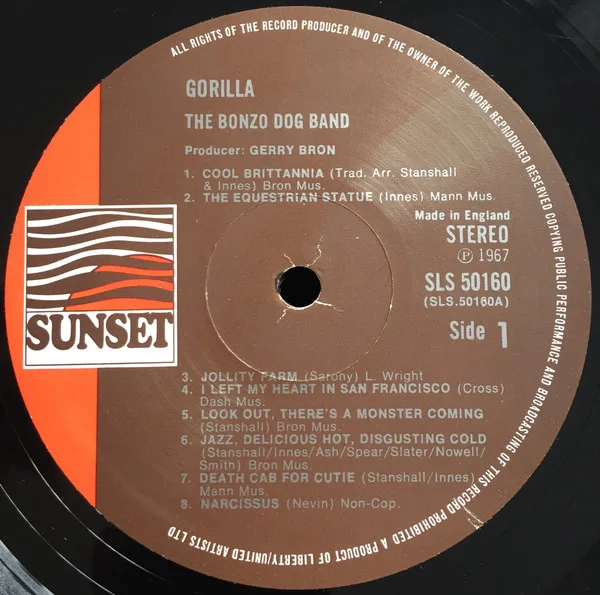 ALL RIGHTS OF THE RECORD PRODUCER AND OF THE OWNER OF THE WORK REPRODUCED RESERVED COPYING PUBLIC PERFORMANCE AND BROADCASTING OF THIS RECORD PROHIBITED A PRODUCT OF LIBERTY/UNITED ARTISTS LTD
GORILLA
THE BONZO DOG BAND
Producer: GERRY BRON
1. COOL BRITTANNIA (Trad. Arr. Stanshall
& Innes) Bron Mus.
2. THE EQUESTRIAN STATUE (Innes) Mann Mus.
Made in England
STEREO
Ⓟ 1967
SLS 50160
(SLS.50160A)
Side 1
SUNSET
3. JOLLITY FARM (Sarony) L. Wright
4. I LEFT MY HEART IN SAN FRANCISCO (Cross)
Dash Mus.
5. LOOK OUT, THERE'S A MONSTER COMING
(Stanshall) Bron Mus.
6. JAZZ, DELICIOUS HOT, DISGUSTING COLD
(Stanshall/Innes/Ash/Spear/Slater/Nowell/
Smith) Bron Mus.
7. DEATH CAB FOR CUTIE (Stanshall/Innes)
Mann Mus.
8. NARCISSUS (Nevin) Non-Cop.